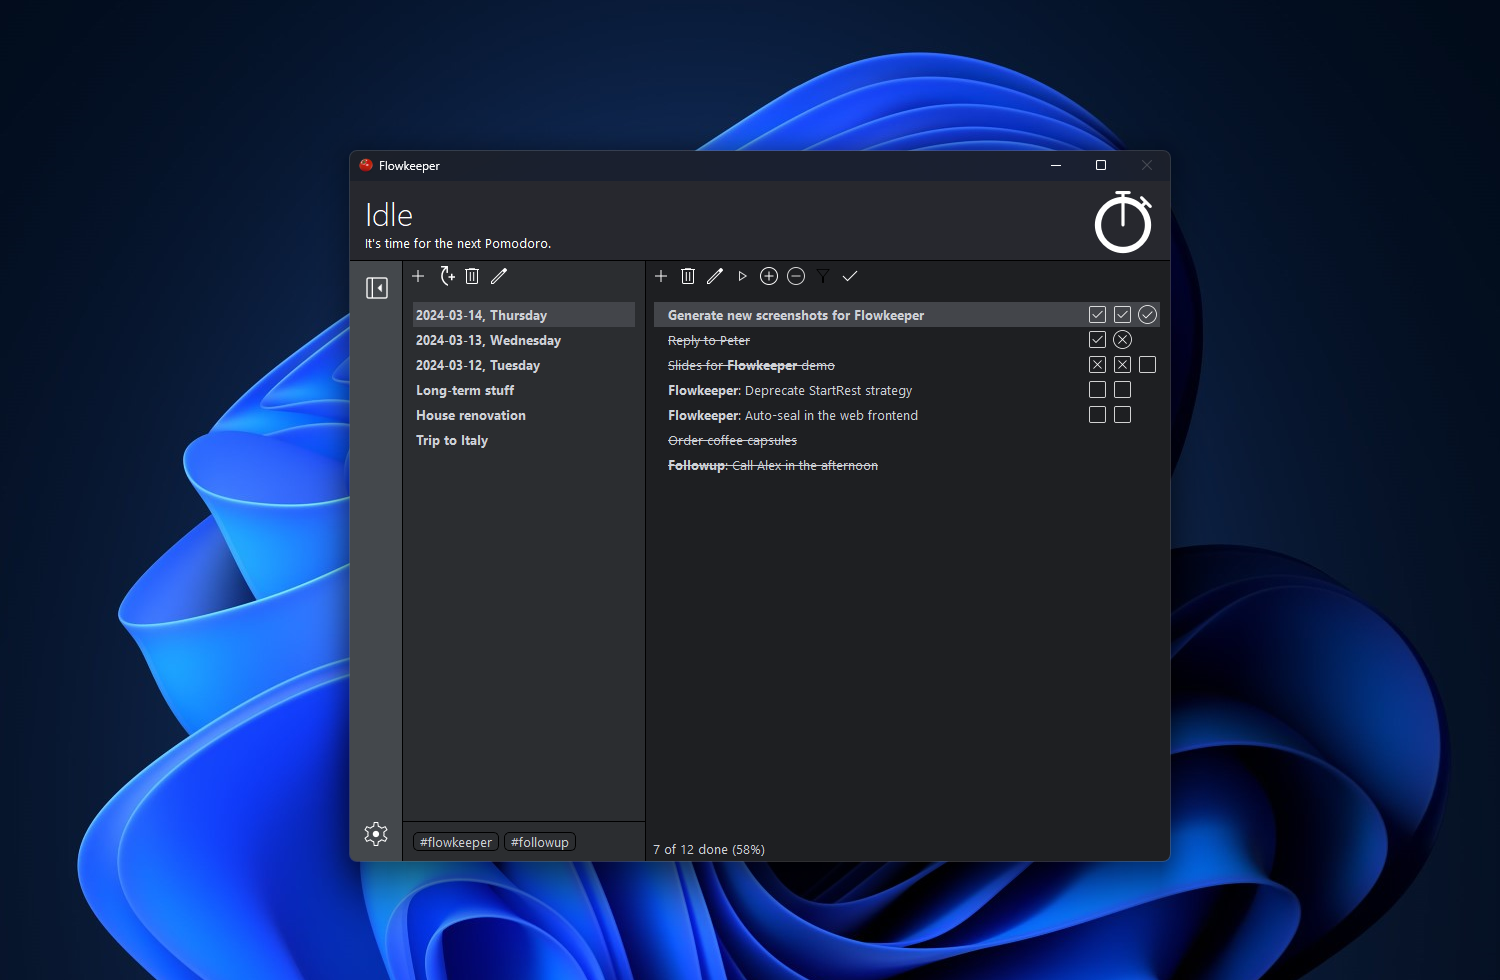 Flowkeeper
Idle
It's time for the next Pomodoro.
2024-03-14, Thursday
2024-03-13, Wednesday
2024-03-12, Tuesday
Long-term stuff
House renovation
Trip to Italy
#flowkeeper #followup
Generate new screenshots for Flowkeeper
Reply to Peter
Slides for Flowkeeper demo
Flowkeeper: Deprecate StartRest strategy
Flowkeeper: Auto-seal in the web frontend
Order coffee capsules
Followup: Call Alex in the afternoon
7 of 12 done (58%)